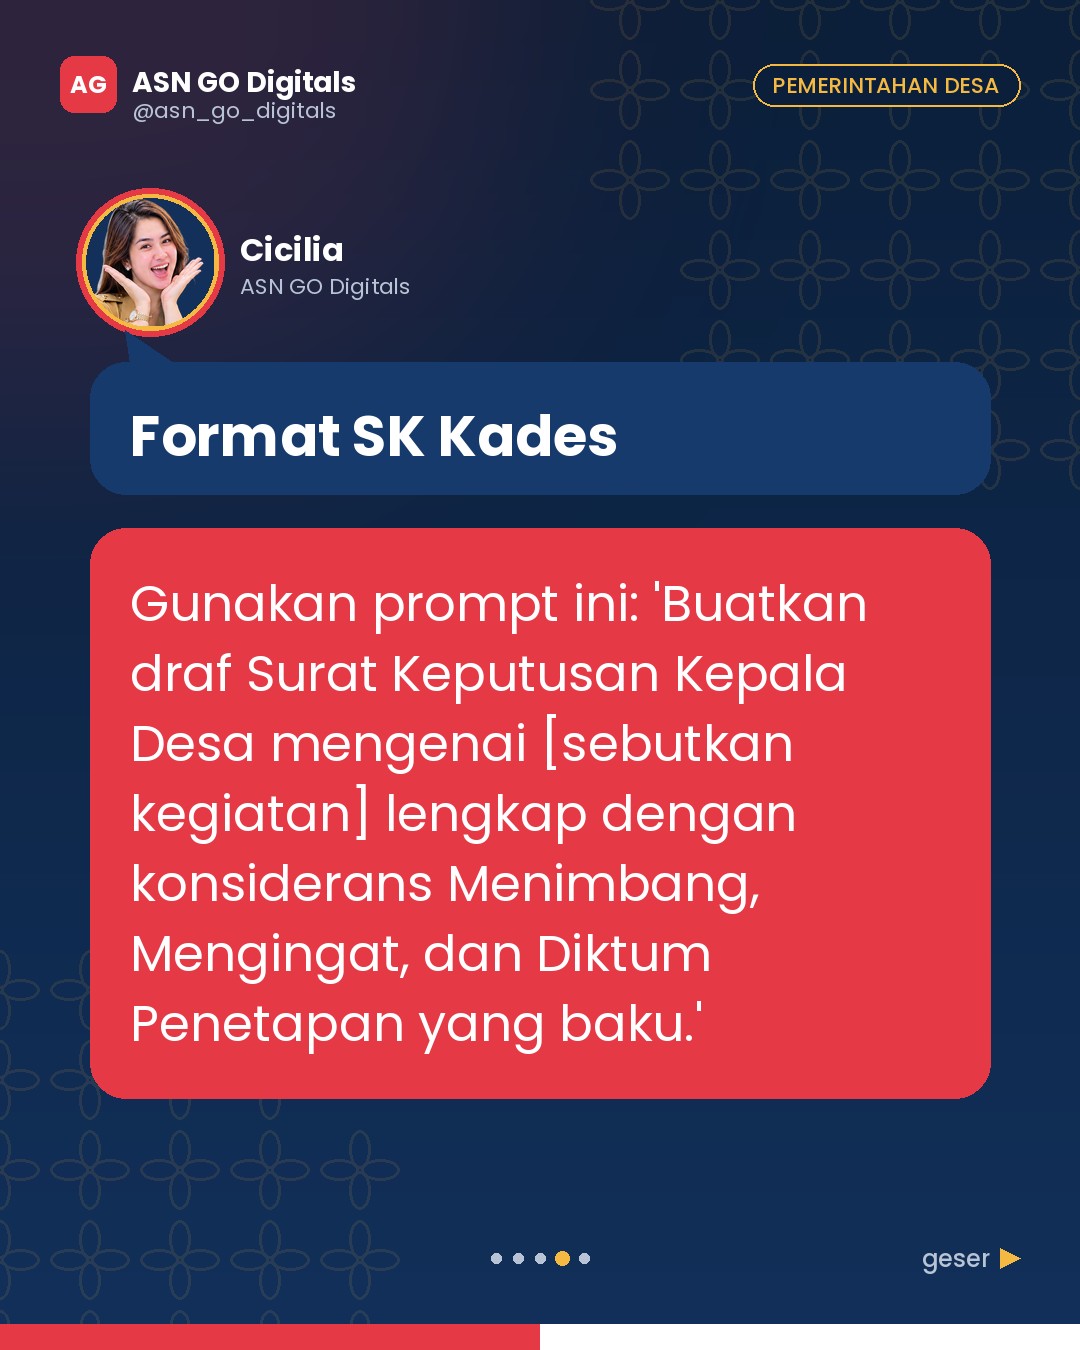 AG
ASN GO Digitals
@asn_go_digitals
PEMERINTAHAN DESA
Cicilia
ASN GO Digitals
Format SK Kades
Gunakan prompt ini: 'Buatkan
draf Surat Keputusan Kepala
Desa mengenai [sebutkan
kegiatan] lengkap dengan
konsiderans Menimbang,
Mengingat, dan Diktum
Penetapan yang baku.'
geser